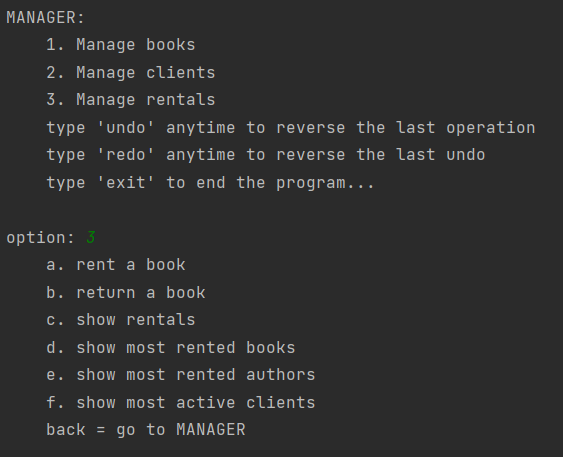 MANAGER:
    1. Manage books
    2. Manage clients
    3. Manage rentals
    type 'undo' anytime to reverse the last operation
    type 'redo' anytime to reverse the last undo
    type 'exit' to end the program...
option: 3
    a. rent a book
    b. return a book
    c. show rentals
    d. show most rented books
    e. show most rented authors
    f. show most active clients
    back = go to MANAGER